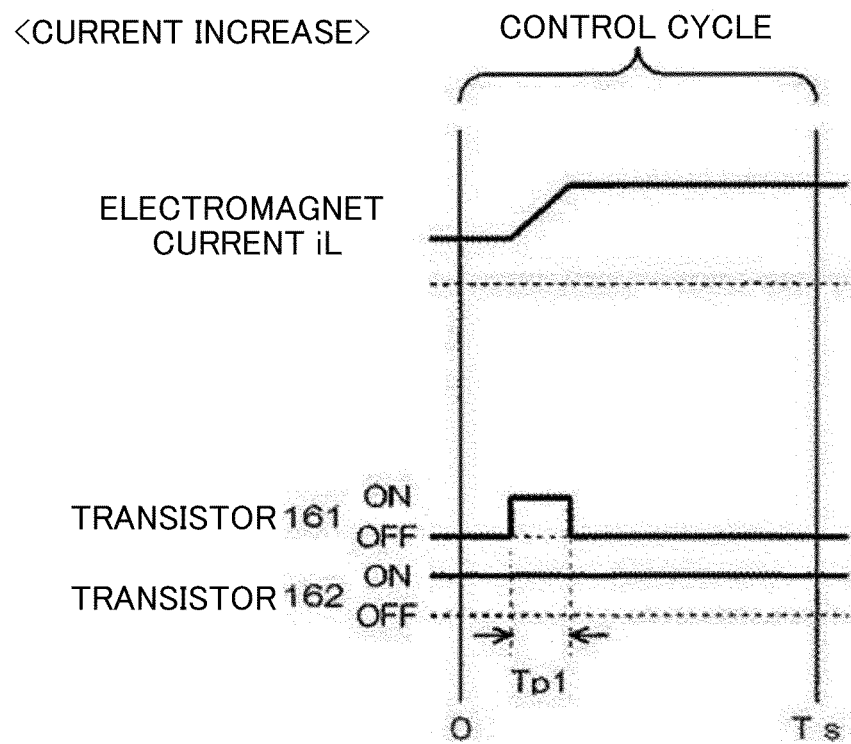 <CURRENT INCREASE>
CONTROL CYCLE
ELECTROMAGNET
CURRENT iL
TRANSISTOR 161
ON
OFF
TRANSISTOR 162
ON
OFF
Tp1
0
Ts